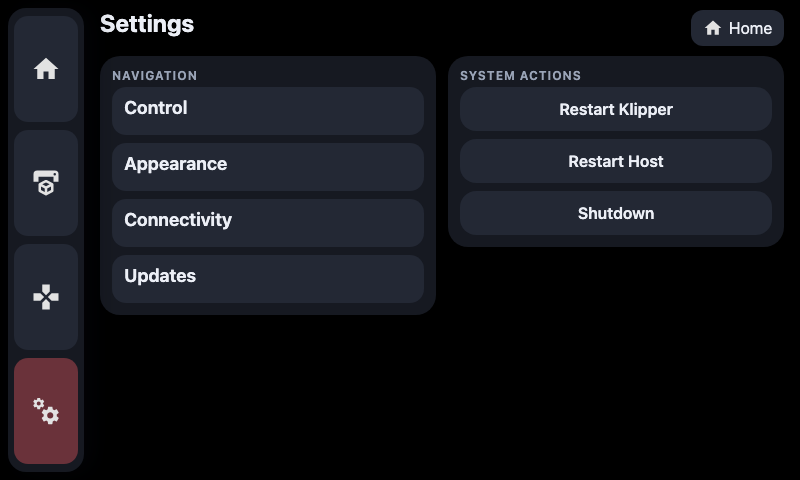 Settings
Home
NAVIGATION
Control
Appearance
Connectivity
Updates
SYSTEM ACTIONS
Restart Klipper
Restart Host
Shutdown